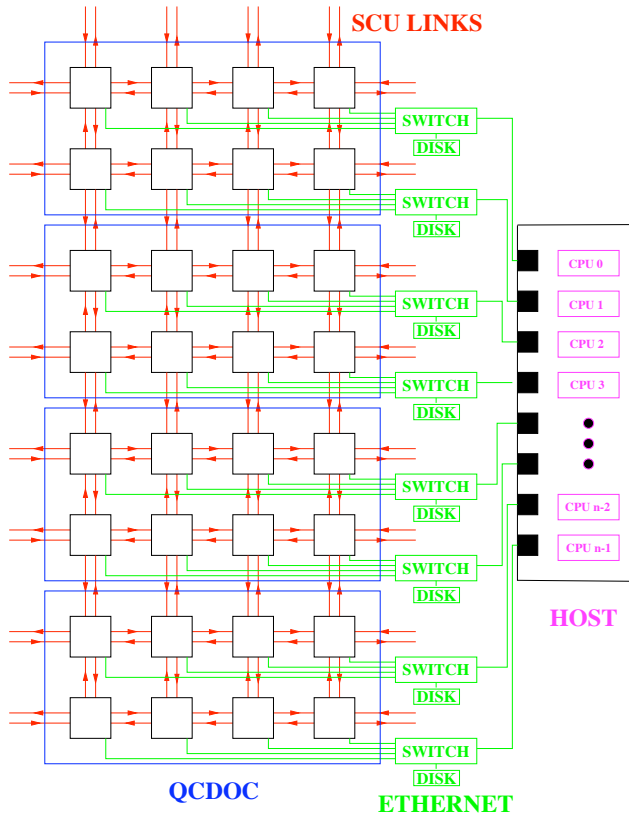 SCU LINKS
SWITCH
DISK
SWITCH
DISK
CPU 0
CPU 1
SWITCH
DISK
CPU 2
SWITCH
DISK
CPU 3
SWITCH
DISK
CPU n-2
CPU n-1
SWITCH
DISK
HOST
SWITCH
DISK
SWITCH
DISK
QCDOC
ETHERNET